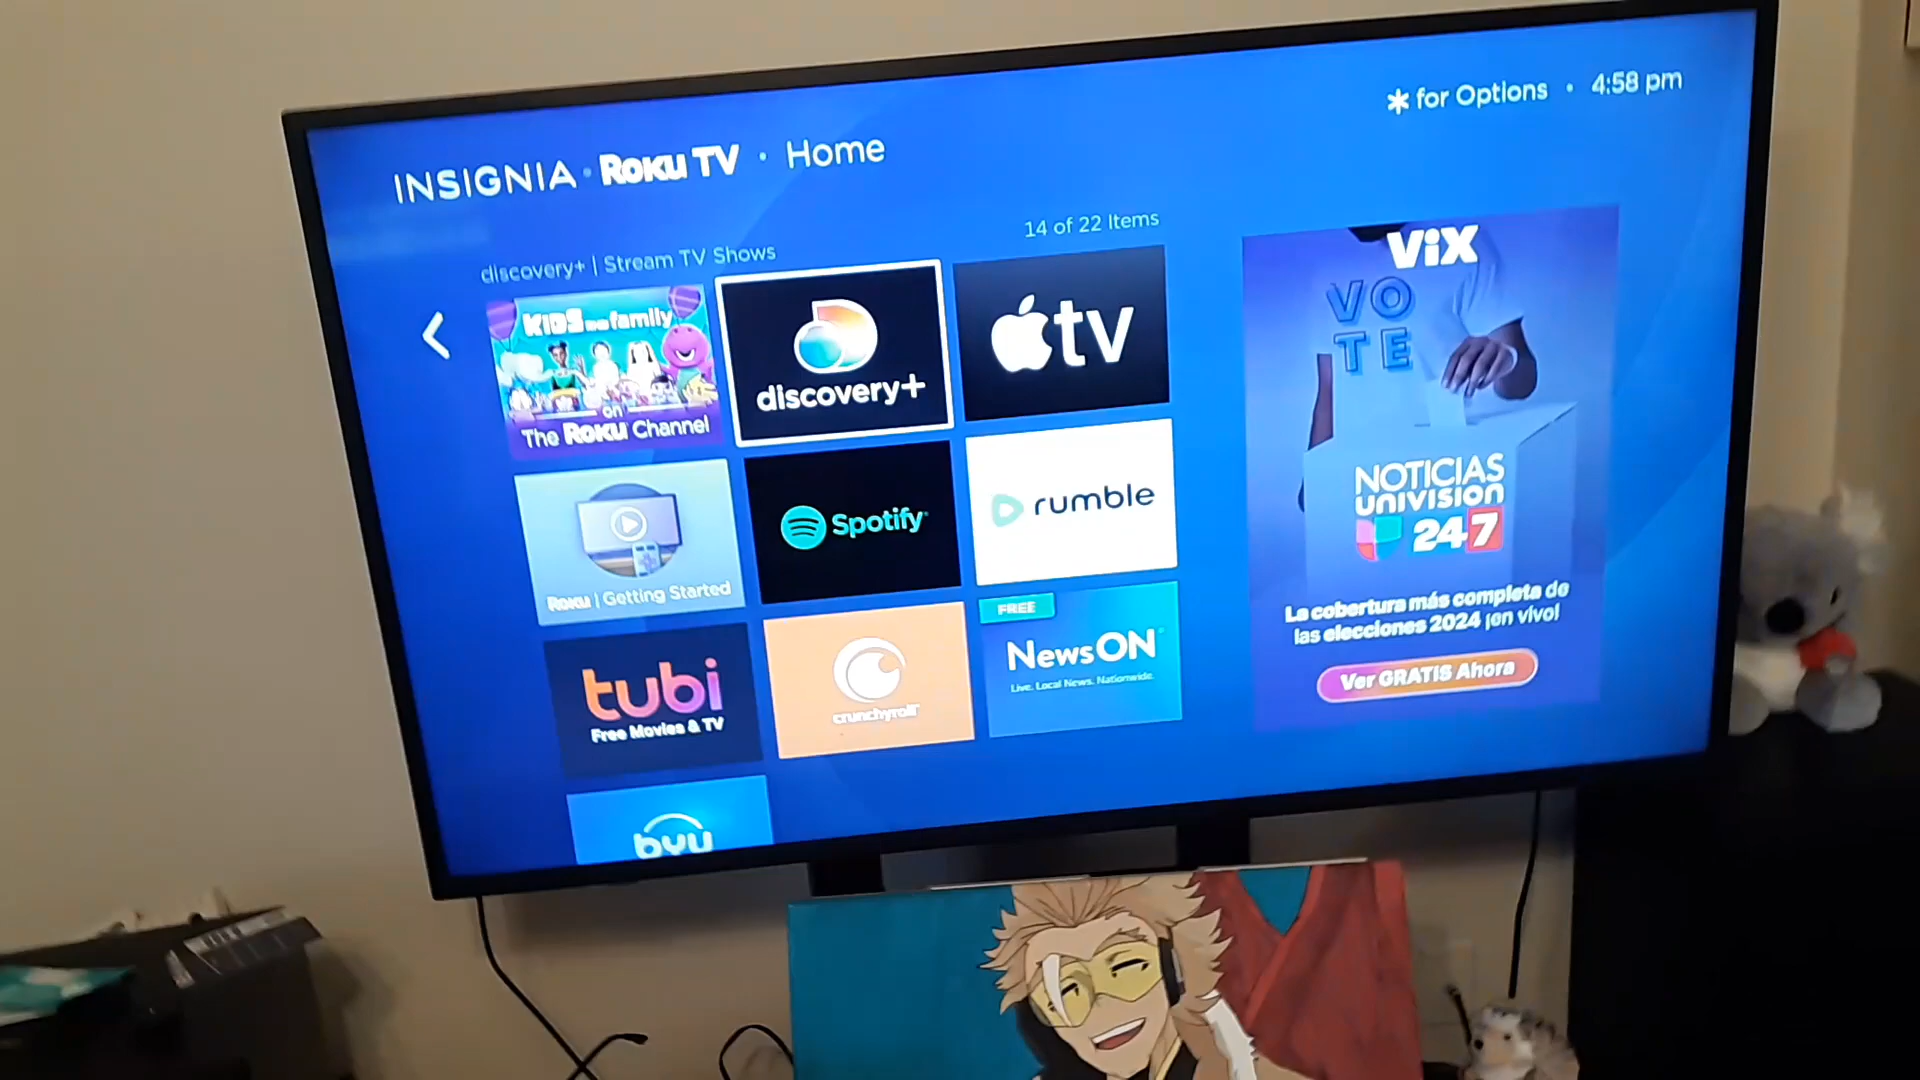 * for Options • 4:58 pm
INSIGNIA • Roku TV • Home
14 of 22 Items
discovery+ | Stream TV Shows
KIDS and family
on
The Roku Channel
discovery+
tv
Roku | Getting Started
Spotify
rumble
tubi
Free Movies & TV
crunchyroll
FREE
NewsON
Live. Local News. Nationwide.
byu
ViX
VO
TE
NOTICIAS
univision
24-7
La cobertura más completa de
las elecciones 2024 ¡en vivo!
Ver GRATIS Ahora